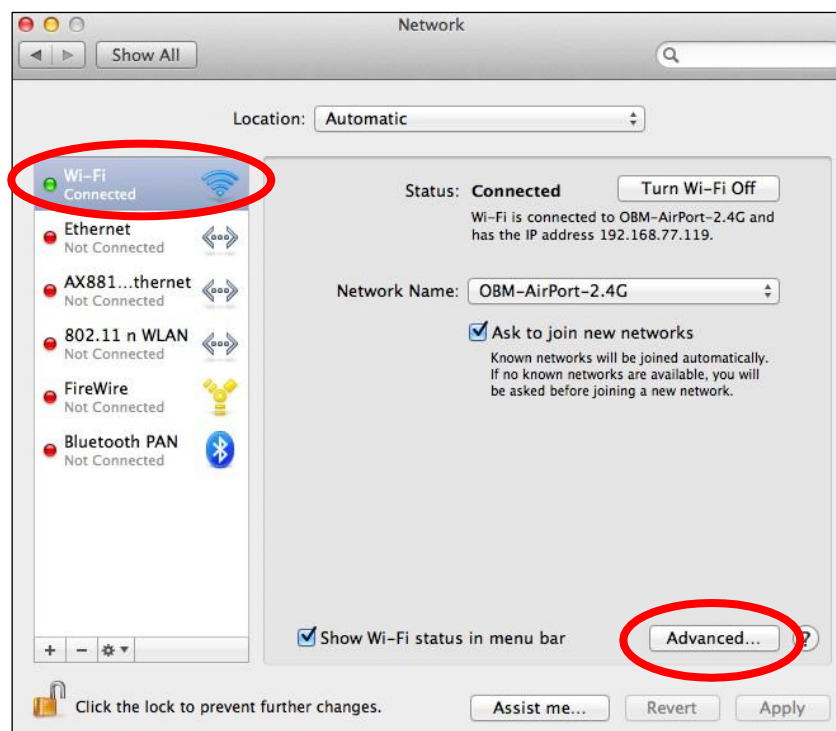 Network
Show All
Location: Automatic
Wi-Fi
Connected
Ethernet
Not Connected
AX881...thernet
Not Connected
802.11 n WLAN
Not Connected
FireWire
Not Connected
Bluetooth PAN
Not Connected
Status: Connected
Turn Wi-Fi Off
Wi-Fi is connected to OBM-AirPort-2.4G and
has the IP address 192.168.77.119.
Network Name: OBM-AirPort-2.4G
Ask to join new networks
Known networks will be joined automatically.
If no known networks are available, you will
be asked before joining a new network.
Show Wi-Fi status in menu bar
Advanced...
?
Click the lock to prevent further changes.
Assist me...
Revert
Apply